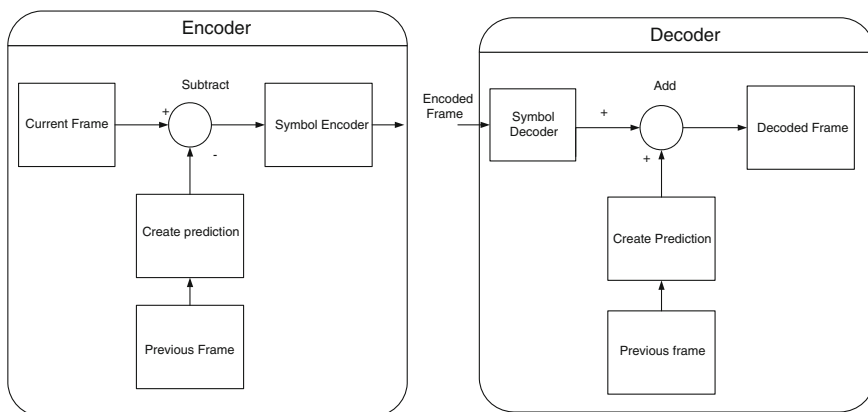 Encoder
Subtract
Current Frame
+
Symbol Encoder
-
Create prediction
Previous Frame
Encoded
Frame
Decoder
Add
Symbol
Decoder
+
Decoded Frame
+
Create Prediction
Previous frame